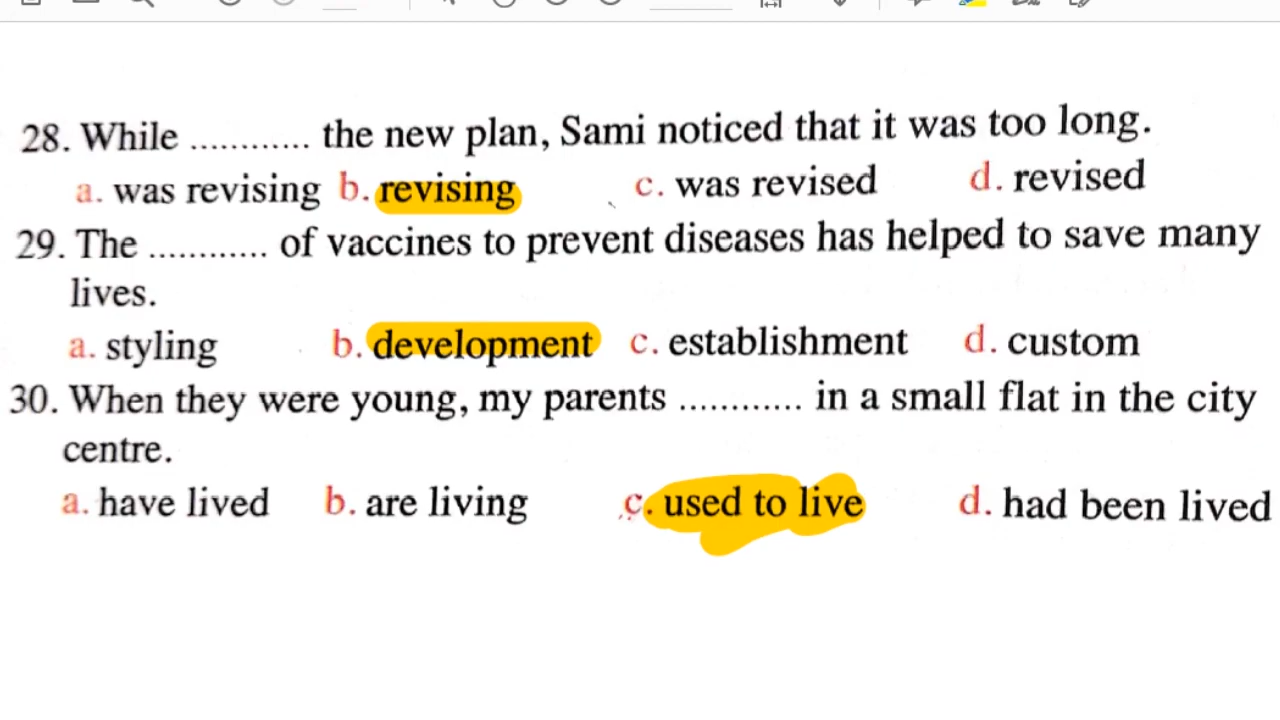 28. While ............ the new plan, Sami noticed that it was too long.
a. was revising b. revising c. was revised d. revised
29. The ............ of vaccines to prevent diseases has helped to save many
lives.
a. styling b. development c. establishment d. custom
30. When they were young, my parents ............ in a small flat in the city
centre.
a. have lived b. are living c. used to live d. had been lived